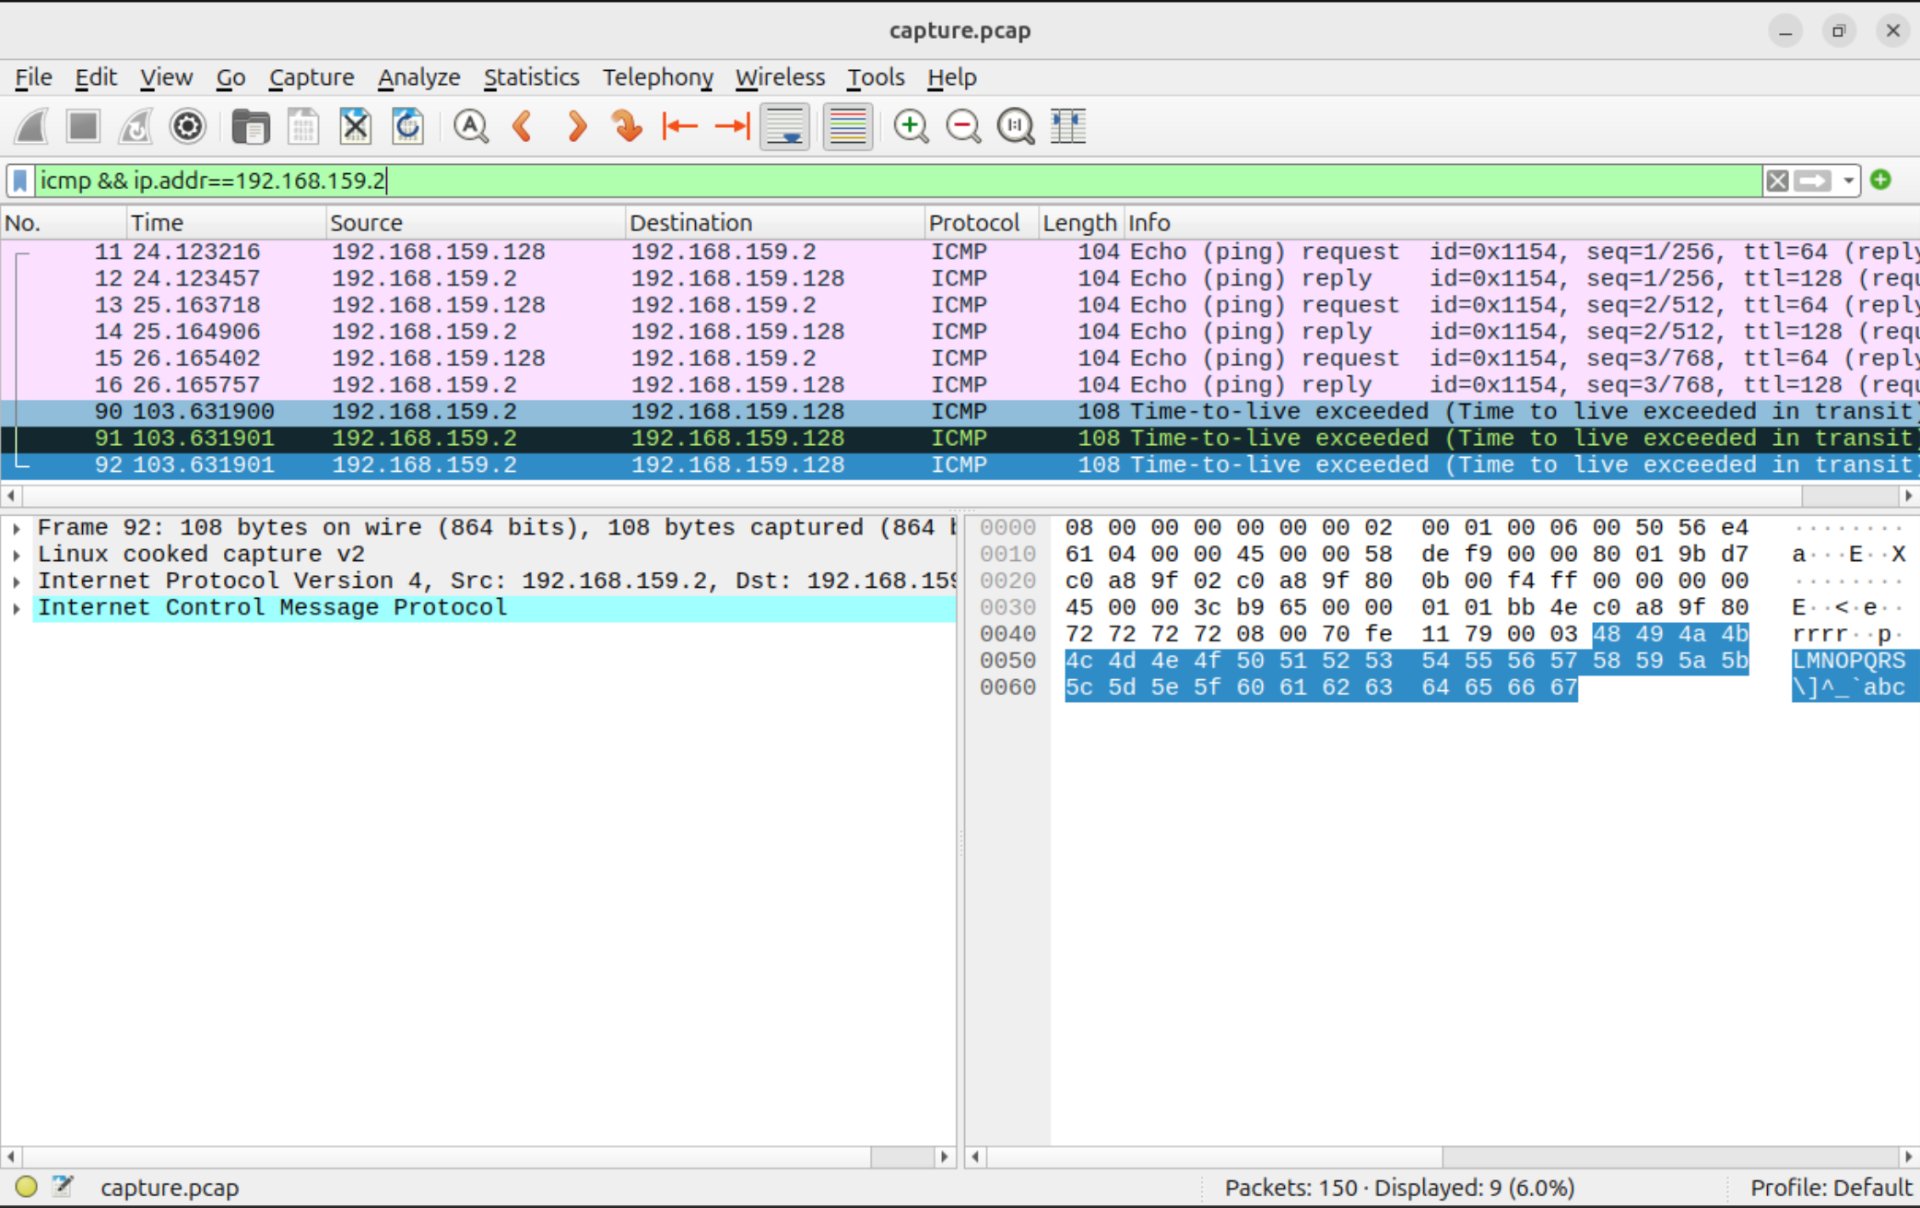 capture.pcap
File Edit View Go Capture Analyze Statistics Telephony Wireless Tools Help
icmp && ip.addr==192.168.159.2
No. Time Source Destination Protocol Length Info
11 24.123216 192.168.159.128 192.168.159.2 ICMP 104 Echo (ping) request id=0x1154, seq=1/256, ttl=64 (reply
12 24.123457 192.168.159.2 192.168.159.128 ICMP 104 Echo (ping) reply id=0x1154, seq=1/256, ttl=128 (requ
13 25.163718 192.168.159.128 192.168.159.2 ICMP 104 Echo (ping) request id=0x1154, seq=2/512, ttl=64 (reply
14 25.164906 192.168.159.2 192.168.159.128 ICMP 104 Echo (ping) reply id=0x1154, seq=2/512, ttl=128 (requ
15 26.165402 192.168.159.128 192.168.159.2 ICMP 104 Echo (ping) request id=0x1154, seq=3/768, ttl=64 (reply
16 26.165757 192.168.159.2 192.168.159.128 ICMP 104 Echo (ping) reply id=0x1154, seq=3/768, ttl=128 (requ
90 103.631900 192.168.159.2 192.168.159.128 ICMP 108 Time-to-live exceeded (Time to live exceeded in transit)
91 103.631901 192.168.159.2 192.168.159.128 ICMP 108 Time-to-live exceeded (Time to live exceeded in transit)
92 103.631901 192.168.159.2 192.168.159.128 ICMP 108 Time-to-live exceeded (Time to live exceeded in transit)
Frame 92: 108 bytes on wire (864 bits), 108 bytes captured (864 b
Linux cooked capture v2
Internet Protocol Version 4, Src: 192.168.159.2, Dst: 192.168.159
Internet Control Message Protocol
0000 08 00 00 00 00 00 00 02 00 01 00 06 00 50 56 e4 ········
0010 61 04 00 00 45 00 00 58 de f9 00 00 80 01 9b d7 a···E··X
0020 c0 a8 9f 02 c0 a8 9f 80 0b 00 f4 ff 00 00 00 00 ········
0030 45 00 00 3c b9 65 00 00 01 01 bb 4e c0 a8 9f 80 E··<·e··
0040 72 72 72 72 08 00 70 fe 11 79 00 03 48 49 4a 4b rrrr··p·
0050 4c 4d 4e 4f 50 51 52 53 54 55 56 57 58 59 5a 5b LMNOPQRS
0060 5c 5d 5e 5f 60 61 62 63 64 65 66 67 \]^_`abc
capture.pcap
Packets: 150 · Displayed: 9 (6.0%)
Profile: Default